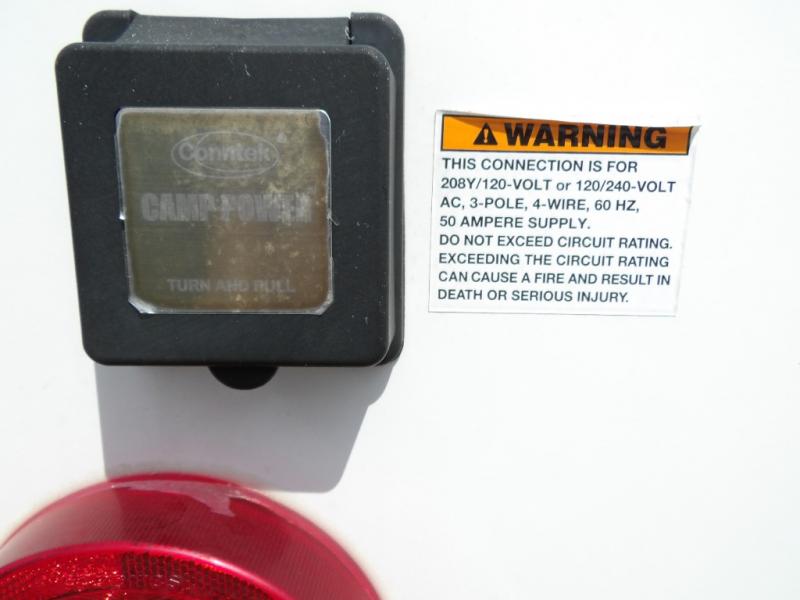 Conntek
CAMP POWER
TURN AND PULL
WARNING
THIS CONNECTION IS FOR
208Y/120-VOLT or 120/240-VOLT
AC, 3-POLE, 4-WIRE, 60 HZ,
50 AMPERE SUPPLY.
DO NOT EXCEED CIRCUIT RATING.
EXCEEDING THE CIRCUIT RATING
CAN CAUSE A FIRE AND RESULT IN
DEATH OR SERIOUS INJURY.